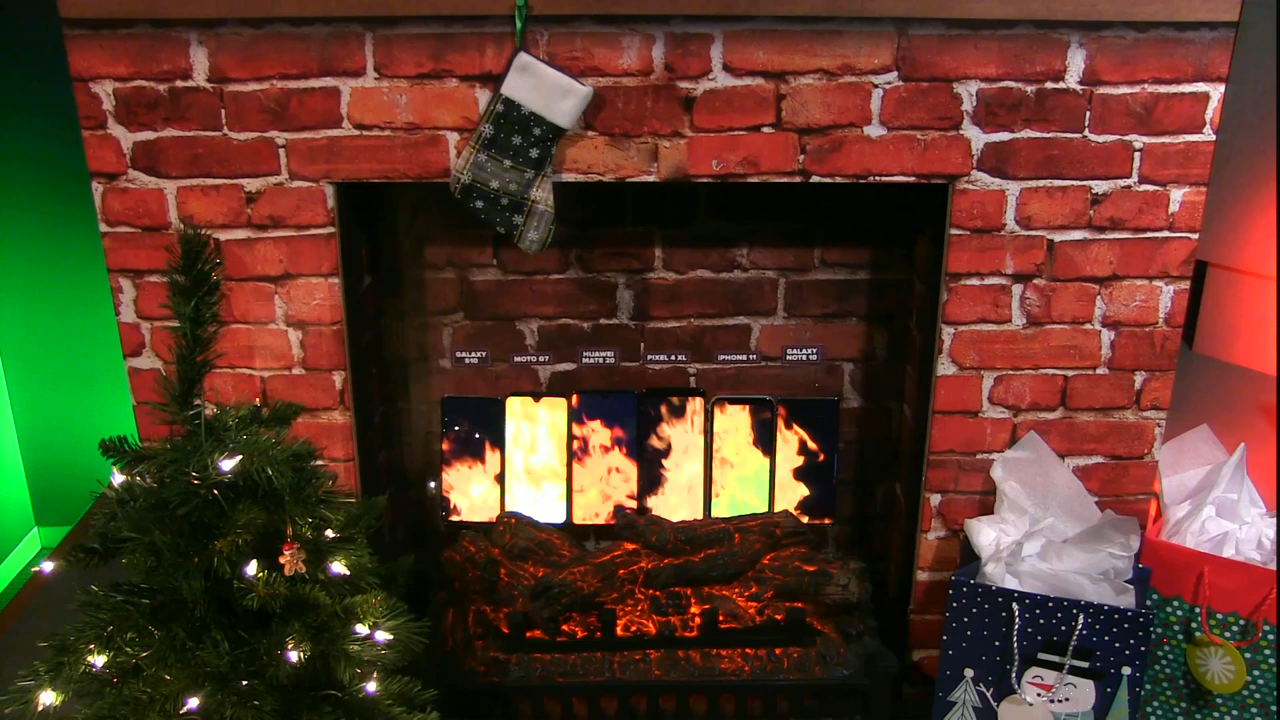 GALAXY
S10
MOTO G7
HUAWEI
MATE 20
PIXEL 4 XL
IPHONE 11
GALAXY
NOTE 10